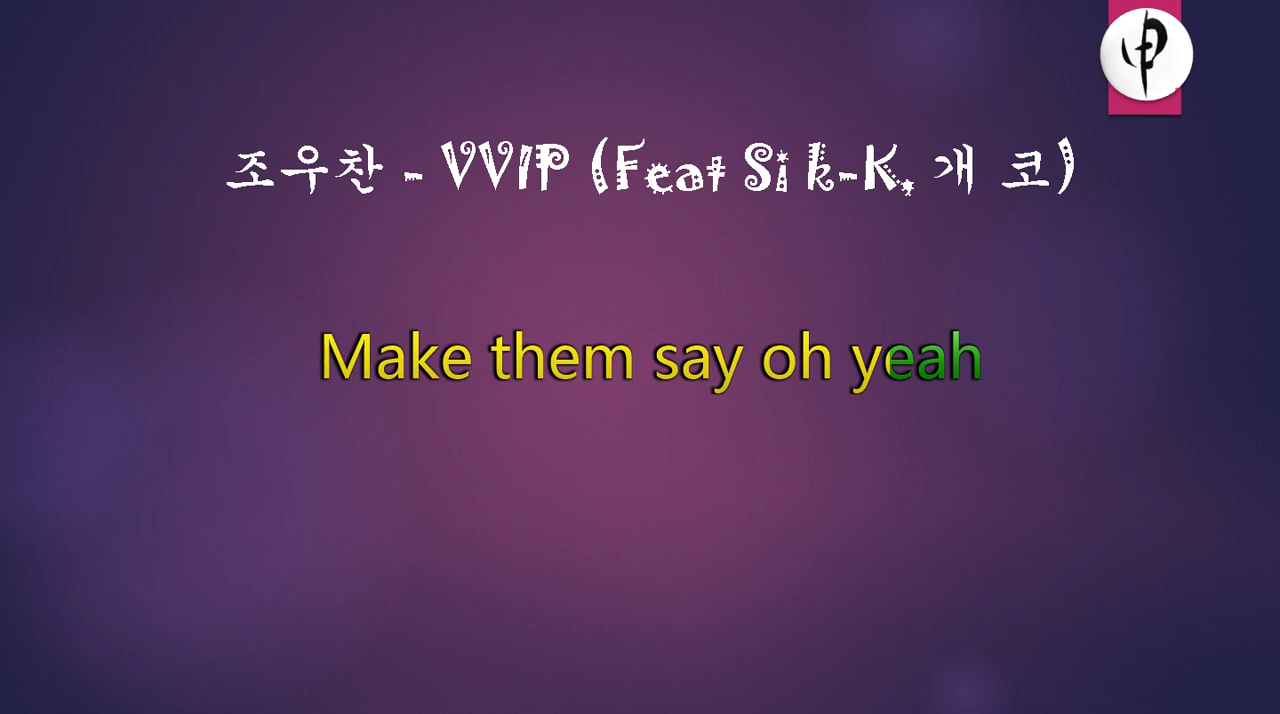 조우찬 - VVIP (Feat Sik-K, 개코)
Make them say oh yeah